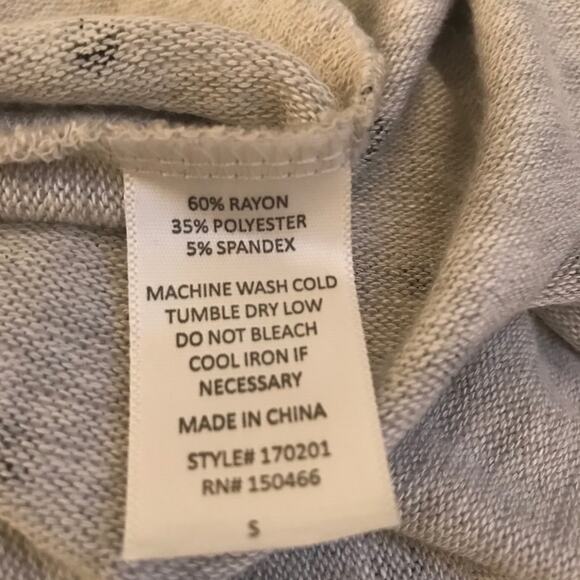 60% RAYON
35% POLYESTER
5% SPANDEX
MACHINE WASH COLD
TUMBLE DRY LOW
DO NOT BLEACH
COOL IRON IF
NECESSARY
MADE IN CHINA
STYLE# 170201
RN# 150466
S